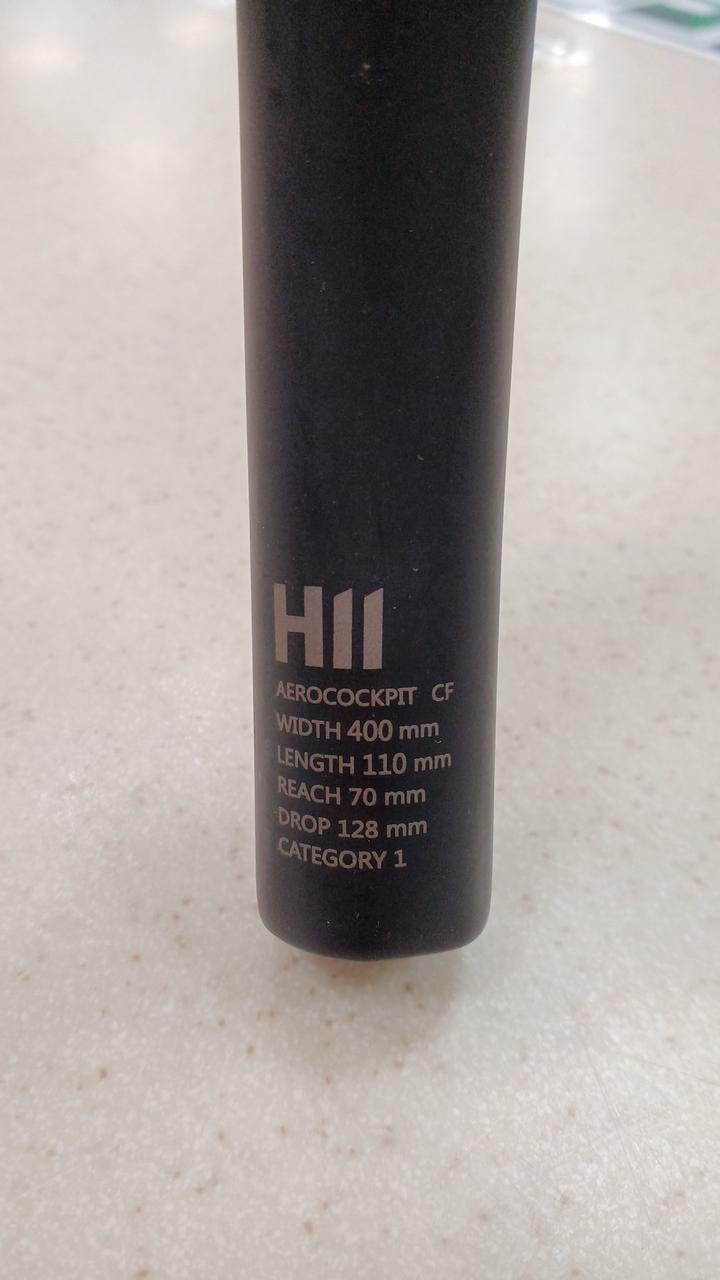 H11
AEROCOCKPIT CF
WIDTH 400 mm
LENGTH 110 mm
REACH 70 mm
DROP 128 mm
CATEGORY 1